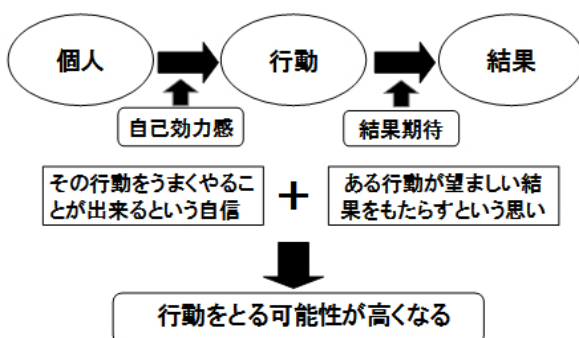 個人
行動
結果
自己効力感
結果期待
その行動をうまくやるこ
とが出来るという自信
+
ある行動が望ましい結
果をもたらすという思い
行動をとる可能性が高くなる